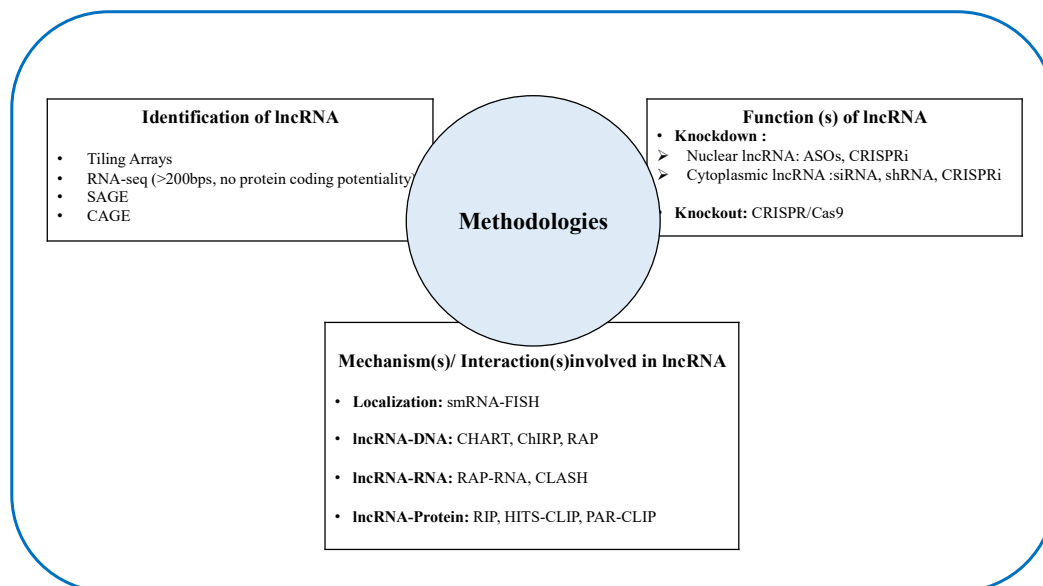 Identification of lncRNA
• Tiling Arrays
• RNA-seq (>200bps, no protein coding potentiality)
• SAGE
• CAGE
Methodologies
Function (s) of lncRNA
• Knockdown :
➢ Nuclear lncRNA: ASOs, CRISPRi
➢ Cytoplasmic lncRNA :siRNA, shRNA, CRISPRi
• Knockout: CRISPR/Cas9
Mechanism(s)/ Interaction(s)involved in lncRNA
• Localization: smRNA-FISH
• lncRNA-DNA: CHART, ChIRP, RAP
• lncRNA-RNA: RAP-RNA, CLASH
• lncRNA-Protein: RIP, HITS-CLIP, PAR-CLIP